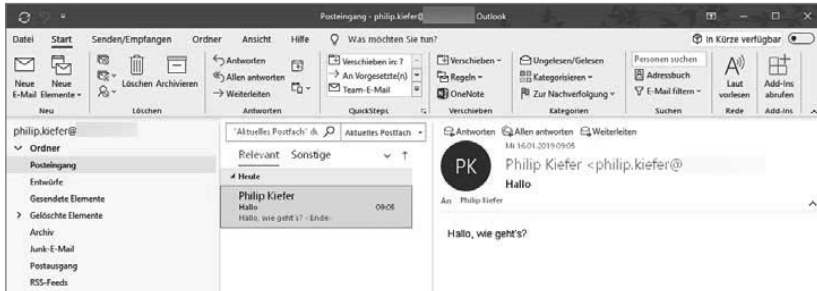 Posteingang - philip.kiefer@ Outlook
Datei Start Senden/Empfangen Ordner Ansicht Hilfe Was möchten Sie tun? In Kürze verfügbar
Neue E-Mail
Neue Elemente
Löschen Archivieren
Antworten
Allen antworten
Weiterleiten
Verschieben in: ?
An Vorgesetzte(n)
Team-E-Mail
Verschieben
Regeln
OneNote
Ungelesen/Gelesen
Kategorisieren
Zur Nachverfolgung
Personen suchen
Adressbuch
E-Mail filtern
Laut vorlesen
Add-Ins abrufen
Neu Löschen Antworten QuickSteps Verschieben Kategorien Suchen Rede Add-Ins
philip.kiefer@
Ordner
Posteingang
Entwürfe
Gesendete Elemente
Gelöschte Elemente
Archiv
Junk-E-Mail
Postausgang
RSS-Feeds
"Aktuelles Postfach" du Aktuelles Postfach
Relevant Sonstige
Heute
Philip Kiefer
Hallo 09:05
Hallo, wie geht's? <Ende>
Antworten Allen antworten Weiterleiten
Mi 16.01.2019 09:05
PK
Philip Kiefer <philip.kiefer@
Hallo
An Philip Kiefer
Hallo, wie geht's?